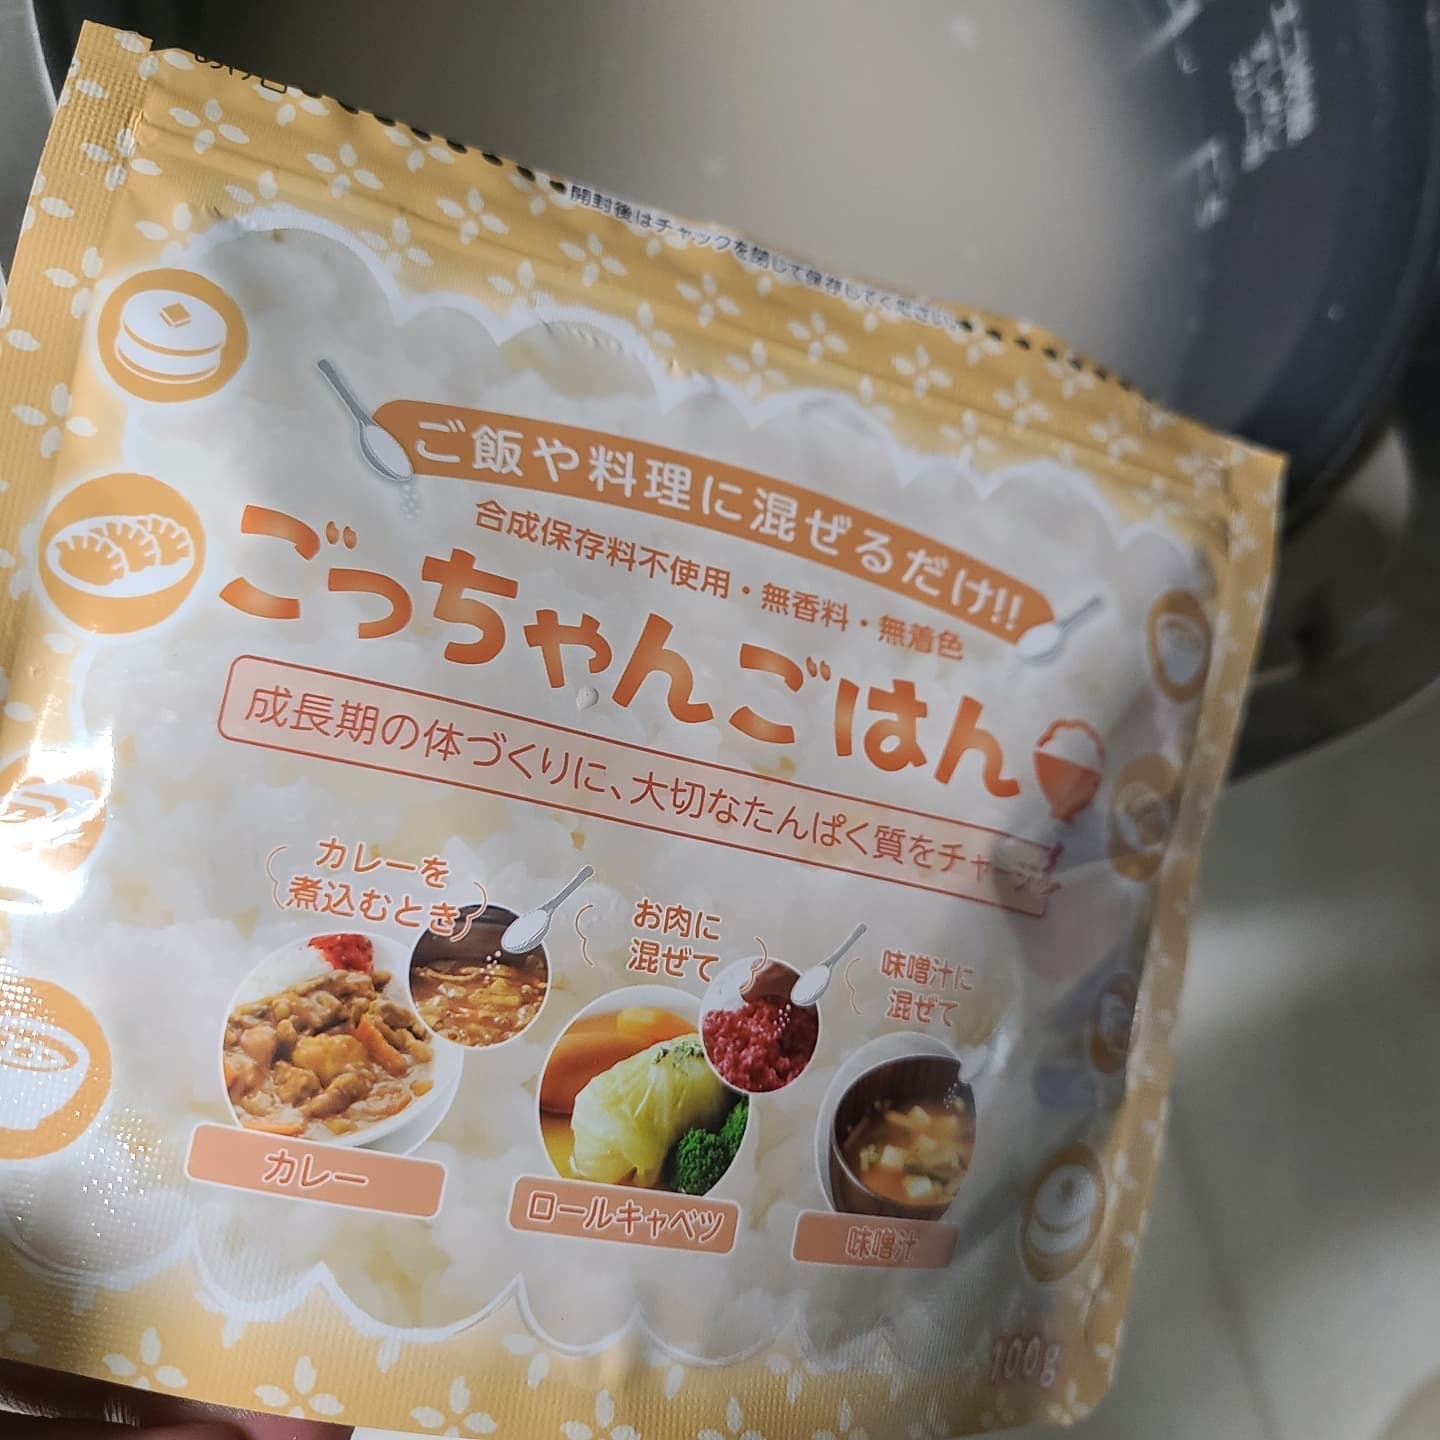 開封後はチャックを閉じて保存してください。
ご飯や料理に混ぜるだけ!!
合成保存料不使用・無香料・無着色
ごっちゃんごはん
成長期の体づくりに、大切なたんぱく質をチャージ
カレーを
煮込むとき
お肉に
混ぜて
味噌汁に
混ぜて
カレー
ロールキャベツ
味噌汁
100g